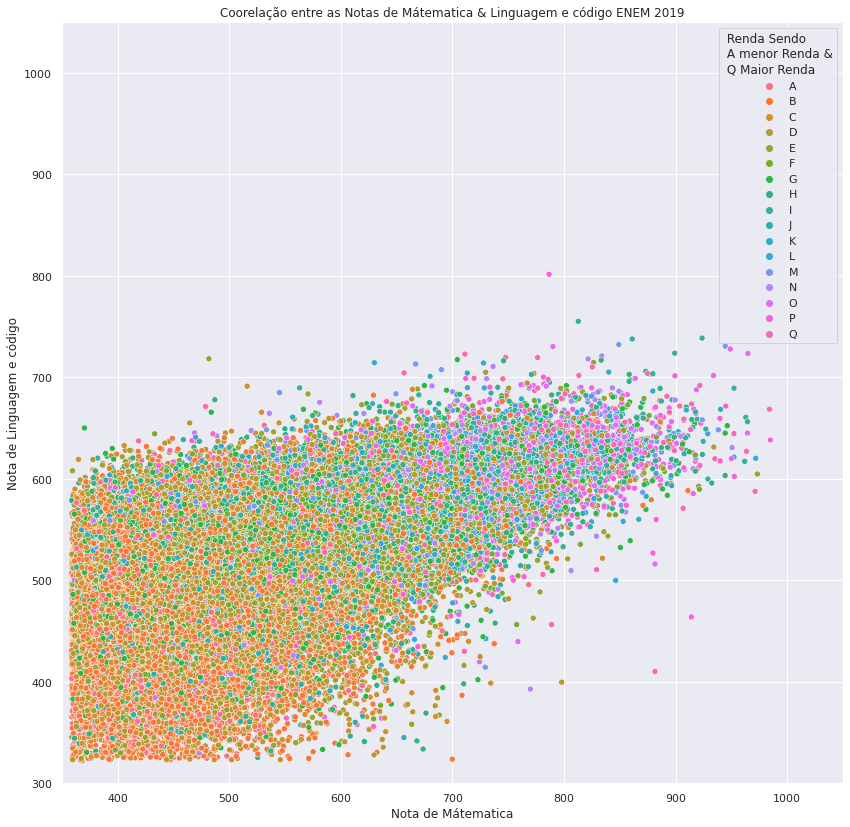 Coorelação entre as Notas de Mátematica & Linguagem e código ENEM 2019
Renda Sendo
A menor Renda &
Q Maior Renda
A
B
C
D
E
F
G
H
I
J
K
L
M
N
O
P
Q
Nota de Linguagem e código
1000
900
800
700
600
500
400
300
400
500
600
700
800
900
1000
Nota de Mátematica